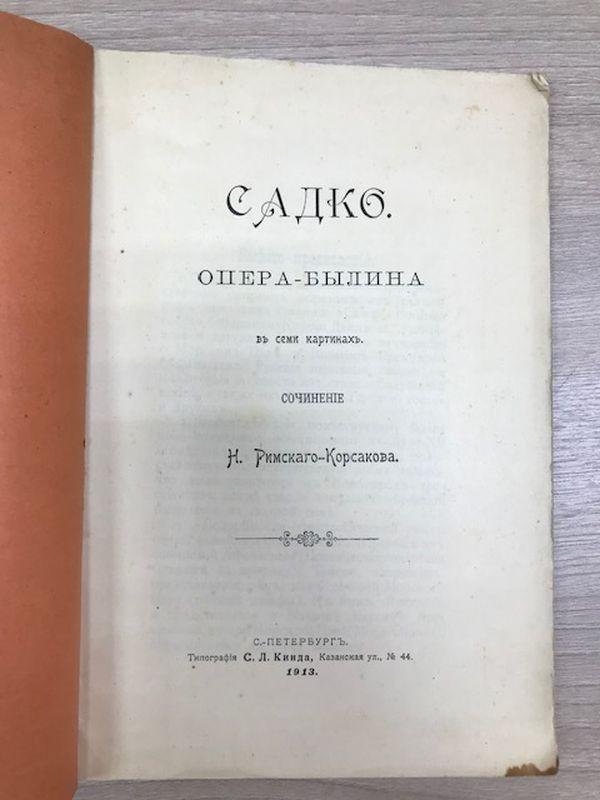 САДКО.
ОПЕРА-БЫЛИНА
въ семи картинахъ.
СОЧИНЕНІЕ
Н. Римскаго-Корсакова.
С.-ПЕТЕРБУРГЪ.
Типографія С. Л. Кинда, Казанская ул., № 44.
1913.